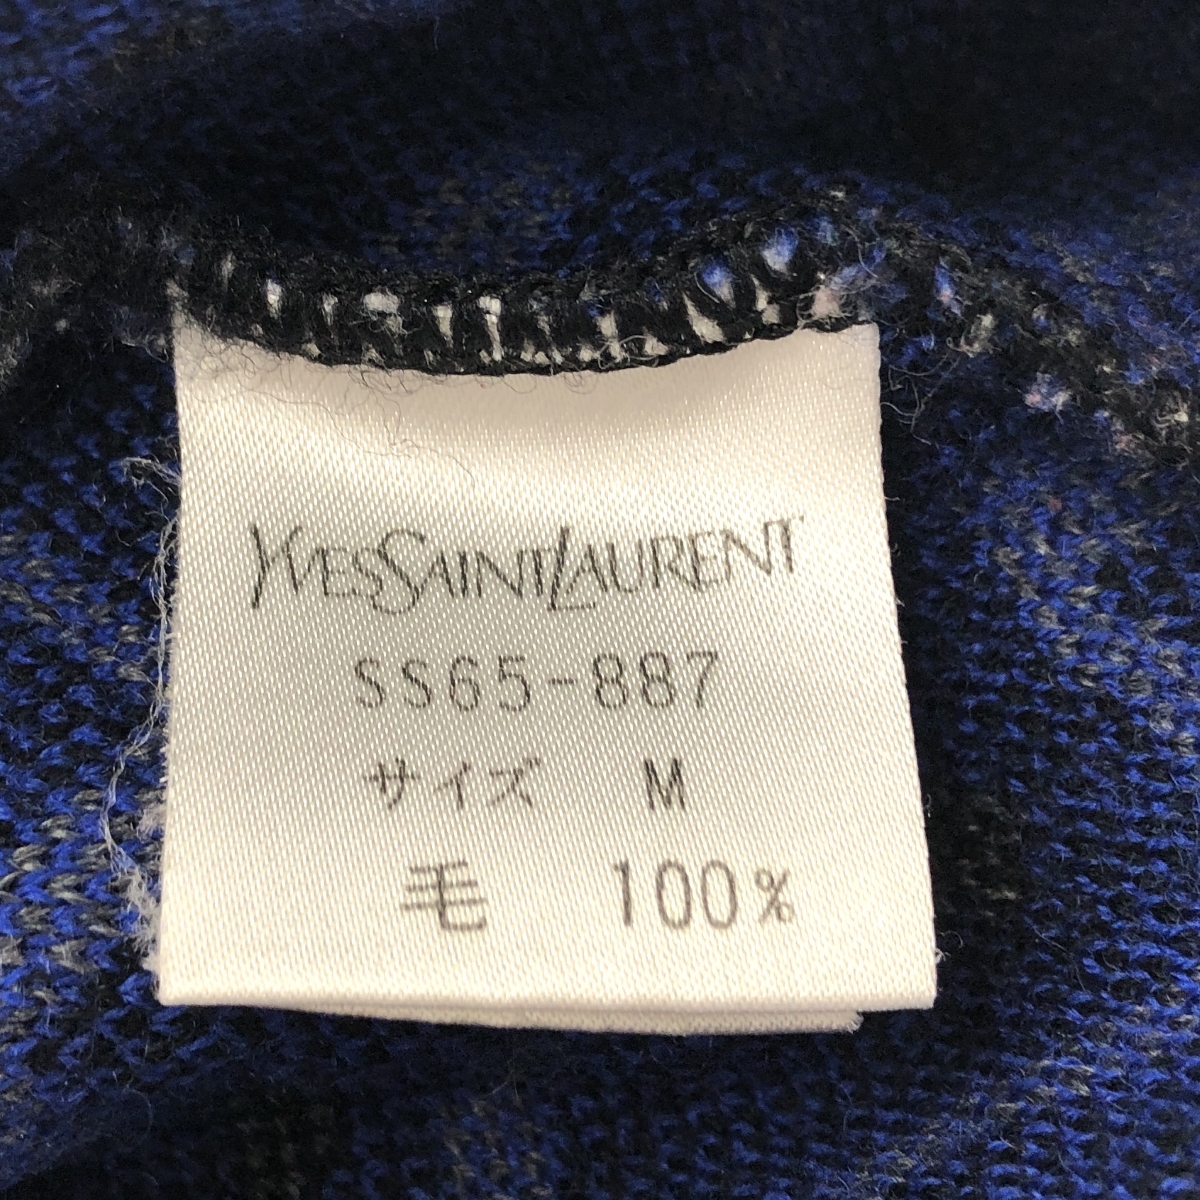 YVESSAINTLAURENT
SS65-887
サイズ M
毛 100%